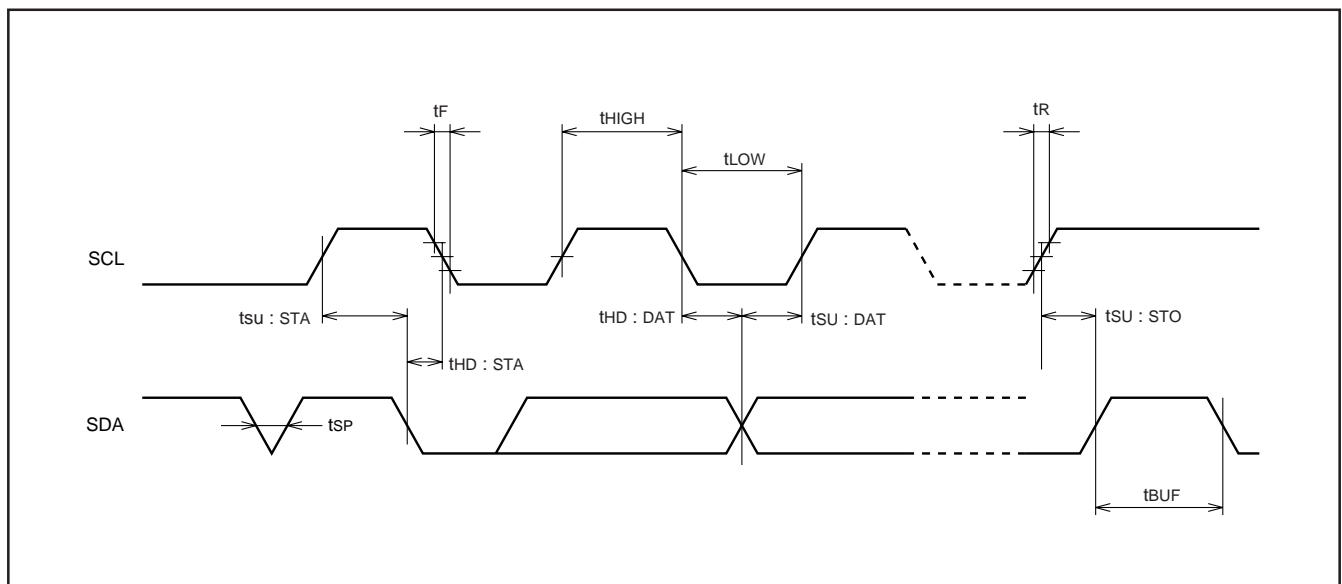 tF
tHIGH
tR
tLOW
SCL
tsu : STA
tHD : DAT
tSU : DAT
tSU : STO
tHD : STA
SDA
tSP
tBUF